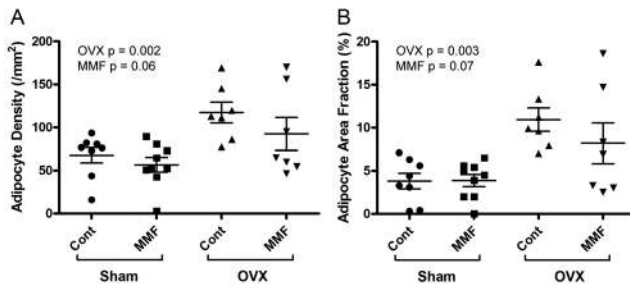 A
OVX p = 0.002
MMF p = 0.06
Adipocyte Density (/mm²)
200
150
100
50
0
Cont
MMF
Cont
MMF
Sham
OVX
B
OVX p = 0.003
MMF p = 0.07
Adipocyte Area Fraction (%)
20
15
10
5
0
Cont
MMF
Cont
MMF
Sham
OVX